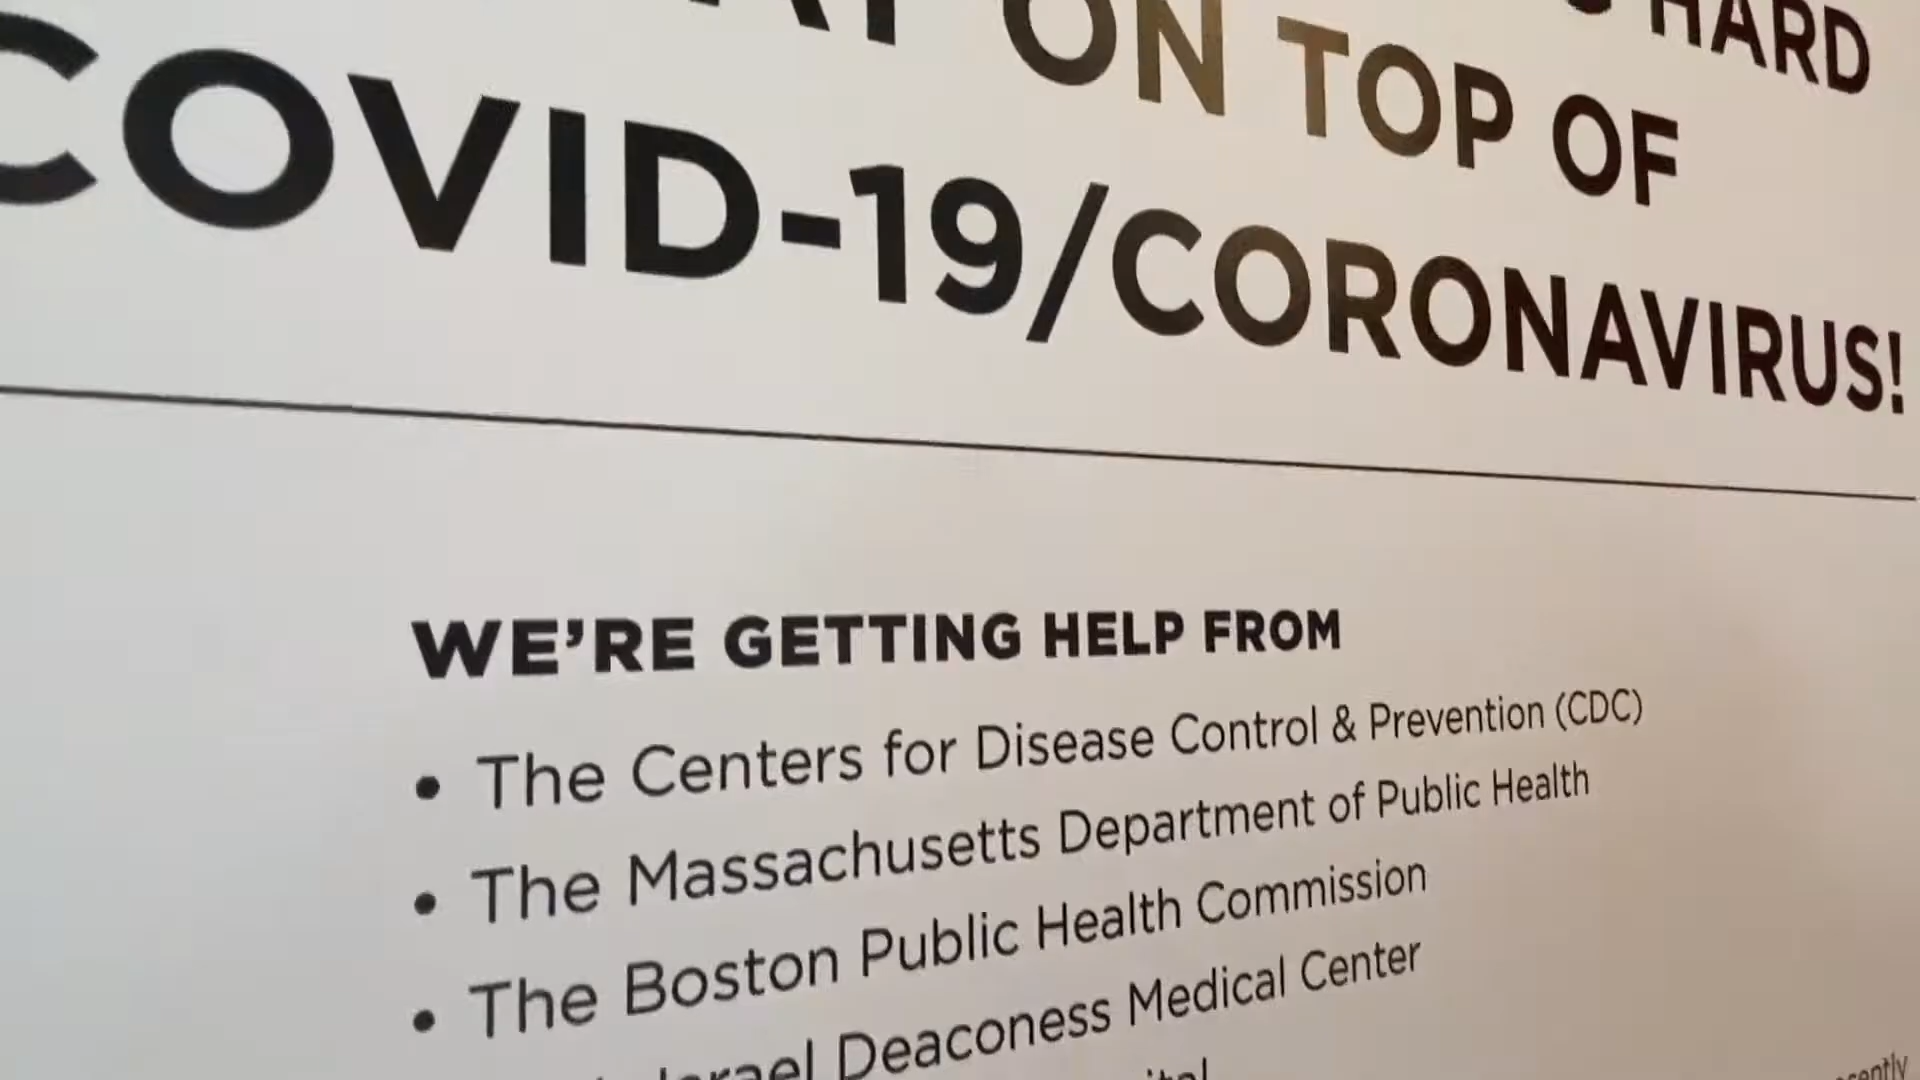 HARD
ON TOP OF
COVID-19/CORONAVIRUS!
WE'RE GETTING HELP FROM
• The Centers for Disease Control & Prevention (CDC)
• The Massachusetts Department of Public Health
• The Boston Public Health Commission
Deaconess Medical Center